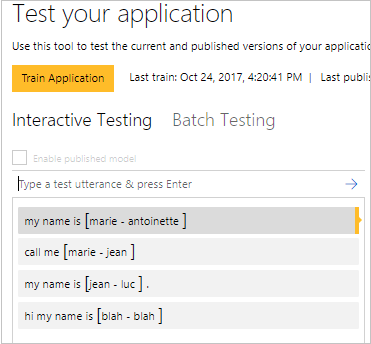 Test your application
Use this tool to test the current and published versions of your applicatio
Train Application Last train: Oct 24, 2017, 4:20:41 PM | Last publis
Interactive Testing Batch Testing
Enable published model
Type a test utterance & press Enter
my name is [marie - antoinette ]
call me [marie - jean ]
my name is [jean - luc ] .
hi my name is [blah - blah ]